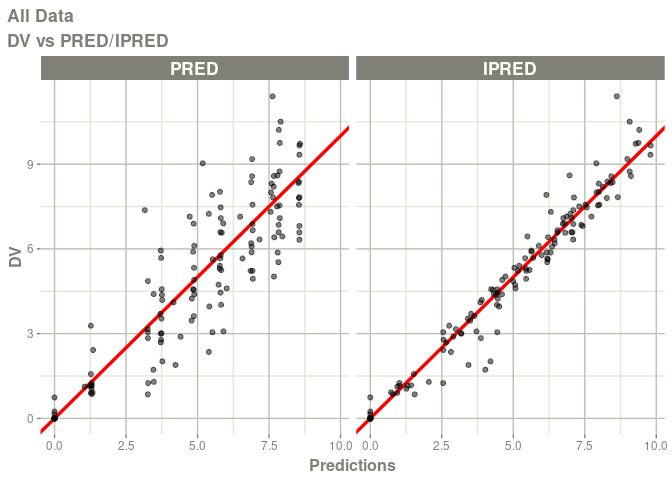 All Data
DV vs PRED/IPRED
PRED IPRED
9
6
3
0
DV
0.0 2.5 5.0 7.5 10.0 0.0 2.5 5.0 7.5 10.0
Predictions